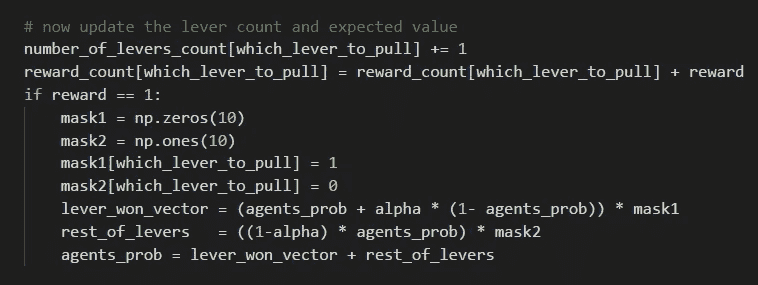 # now update the lever count and expected value
number_of_levers_count[which_lever_to_pull] += 1
reward_count[which_lever_to_pull] = reward_count[which_lever_to_pull] + reward
if reward == 1:
    mask1 = np.zeros(10)
    mask2 = np.ones(10)
    mask1[which_lever_to_pull] = 1
    mask2[which_lever_to_pull] = 0
    lever_won_vector = (agents_prob + alpha * (1- agents_prob)) * mask1
    rest_of_levers   = ((1-alpha) * agents_prob) * mask2
    agents_prob = lever_won_vector + rest_of_levers